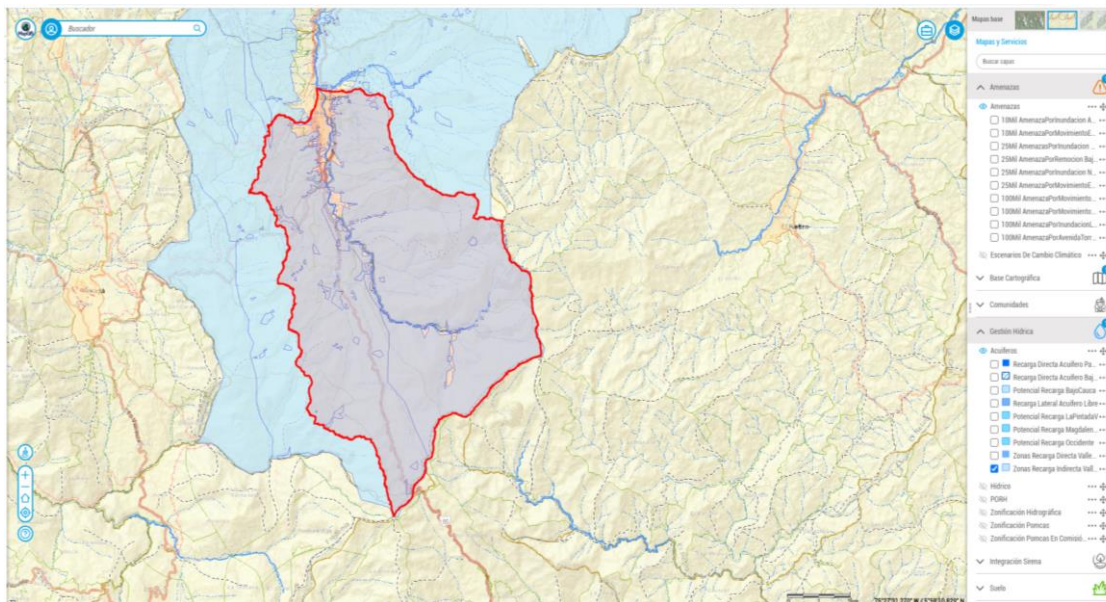 Buscador
Mapas base
Mapas y Servicios
Buscar capas
Amenazas
Amenazas
10Mil AmenazaPorInundacion A...
10Mil AmenazaPorMovimientoE...
25Mil AmenazasPorInundacion ...
25Mil AmenazaPorRemocion Baj...
25Mil AmenazaPorInundacion N...
25Mil AmenazaPorMovimientoE...
100Mil AmenazaPorMovimiento...
100Mil AmenazaPorMovimiento...
100Mil AmenazaPorInundacionL...
100Mil AmenazaPorAvenidaTorr...
Escenarios De Cambio Climático
Base Cartográfica
Comunidades
Gestión Hídrica
Acuíferos
Recarga Directa Acuífero Pa...
Recarga Directa Acuífero Baj...
Potencial Recarga BajoCauca
Recarga Lateral Acuífero Libre
Potencial Recarga LaPintadaV
Potencial Recarga Magdalen...
Potencial Recarga Occidente
Zonas Recarga Directa Valle...
Zonas Recarga Indirecta Vall...
Hídrico
PORH
Zonificación Hidrográfica
Zonificación Pomcas
Zonificación Pomcas En Comisió...
Integración Sirena
Suelo